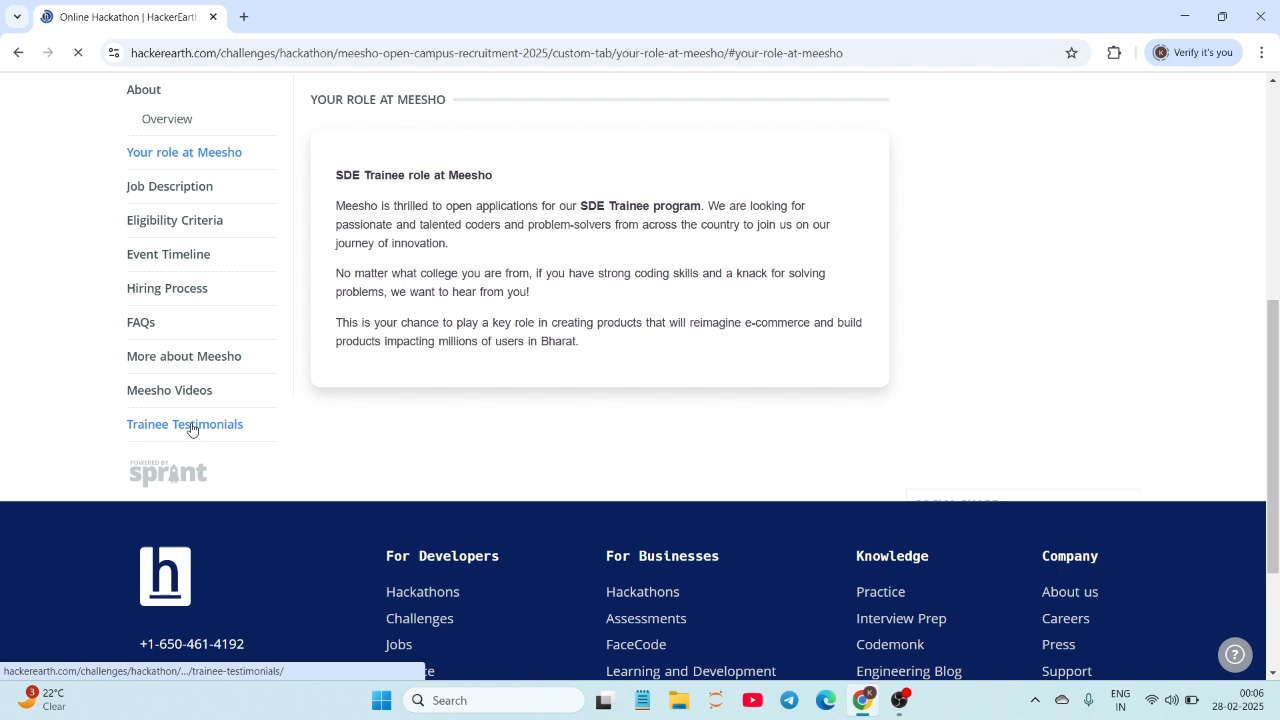 Online Hackathon | HackerEarth
hackerearth.com/challenges/hackathon/meesho-open-campus-recruitment-2025/custom-tab/your-role-at-meesho/#your-role-at-meesho
K Verify it's you
About
Overview
Your role at Meesho
Job Description
Eligibility Criteria
Event Timeline
Hiring Process
FAQs
More about Meesho
Meesho Videos
Trainee Testimonials
POWERED BY
sprint
YOUR ROLE AT MEESHO
SDE Trainee role at Meesho
Meesho is thrilled to open applications for our SDE Trainee program. We are looking for
passionate and talented coders and problem-solvers from across the country to join us on our
journey of innovation.
No matter what college you are from, if you have strong coding skills and a knack for solving
problems, we want to hear from you!
This is your chance to play a key role in creating products that will reimagine e-commerce and build
products impacting millions of users in Bharat.
h
+1-650-461-4192
For Developers
Hackathons
Challenges
Jobs
For Businesses
Hackathons
Assessments
FaceCode
Learning and Development
Knowledge
Practice
Interview Prep
Codemonk
Engineering Blog
Company
About us
Careers
Press
Support
?
hackerearth.com/challenges/hackathon/.../trainee-testimonials/
3
22°C
Clear
Search
K
ENG
IN
00:06
28-02-2025